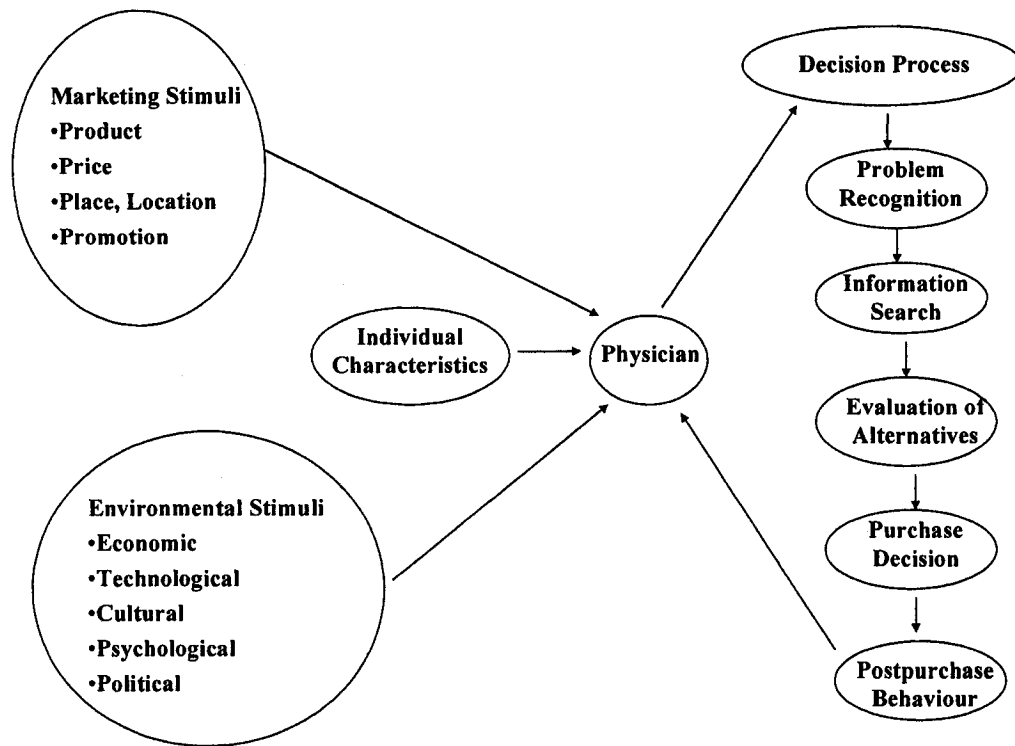 Marketing Stimuli
•Product
•Price
•Place, Location
•Promotion
Individual
Characteristics
Physician
Environmental Stimuli
•Economic
•Technological
•Cultural
•Psychological
•Political
Decision Process
Problem
Recognition
Information
Search
Evaluation of
Alternatives
Purchase
Decision
Postpurchase
Behaviour